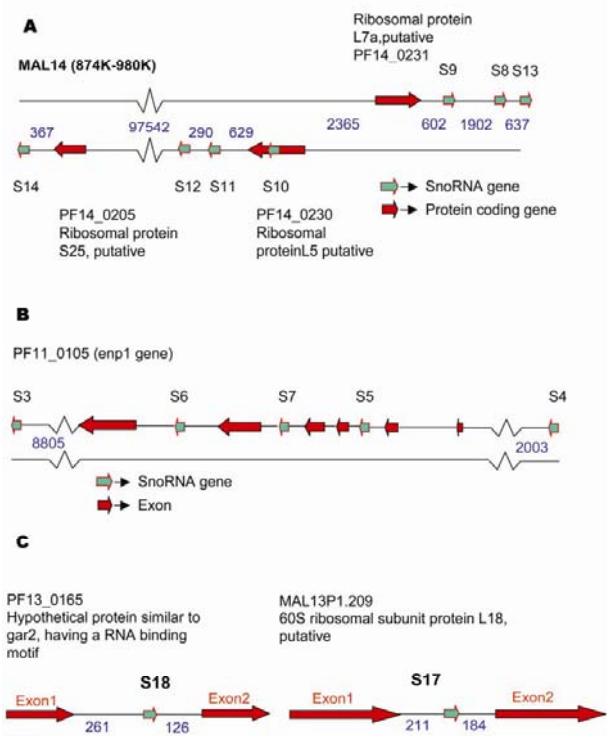 A
Ribosomal protein
L7a,putative
PF14_0231
MAL14 (874K-980K)
S9 S8 S13
367 97542 290 629 2365 602 1902 637
S14 S12 S11 S10
SnoRNA gene
Protein coding gene
PF14_0205
Ribosomal protein
S25, putative
PF14_0230
Ribosomal
proteinL5 putative
B
PF11_0105 (enp1 gene)
S3 S6 S7 S5 S4
8805 2003
SnoRNA gene
Exon
C
PF13_0165
Hypothetical protein similar to
gar2, having a RNA binding
motif
MAL13P1.209
60S ribosomal subunit protein L18,
putative
S18 S17
Exon1 Exon2 Exon1 Exon2
261 126 211 184